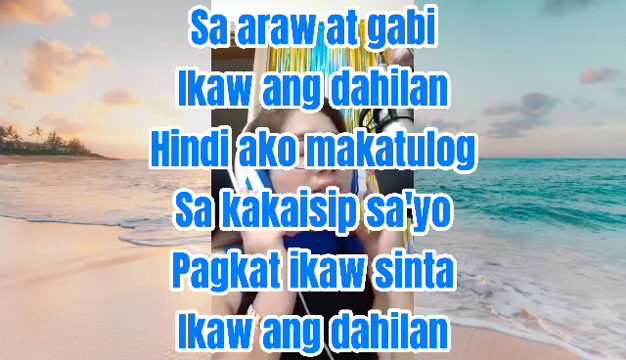 Sa araw at gabi
Ikaw ang dahilan
Hindi ako makatulog
Sa kakaisip sa'yo
Pagkat ikaw sinta
Ikaw ang dahilan